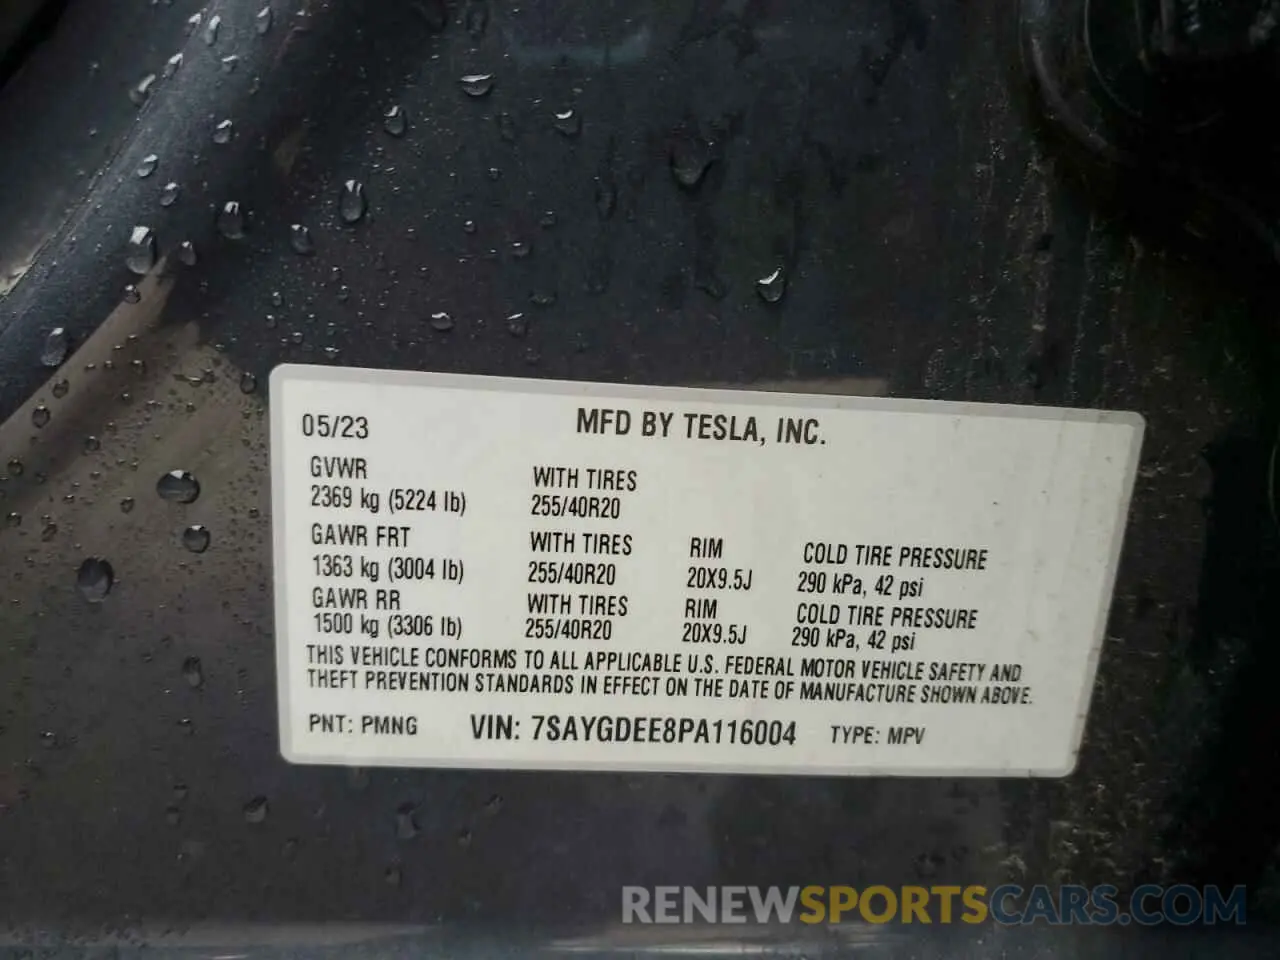 05/23 MFD BY TESLA, INC.
GVWR WITH TIRES
2369 kg (5224 lb) 255/40R20
GAWR FRT WITH TIRES RIM COLD TIRE PRESSURE
1363 kg (3004 lb) 255/40R20 20X9.5J 290 kPa, 42 psi
GAWR RR WITH TIRES RIM COLD TIRE PRESSURE
1500 kg (3306 lb) 255/40R20 20X9.5J 290 kPa, 42 psi
THIS VEHICLE CONFORMS TO ALL APPLICABLE U.S. FEDERAL MOTOR VEHICLE SAFETY AND
THEFT PREVENTION STANDARDS IN EFFECT ON THE DATE OF MANUFACTURE SHOWN ABOVE.
PNT: PMNG VIN: 7SAYGDEE8PA116004 TYPE: MPV
RENEWSPORTSCARS.COM